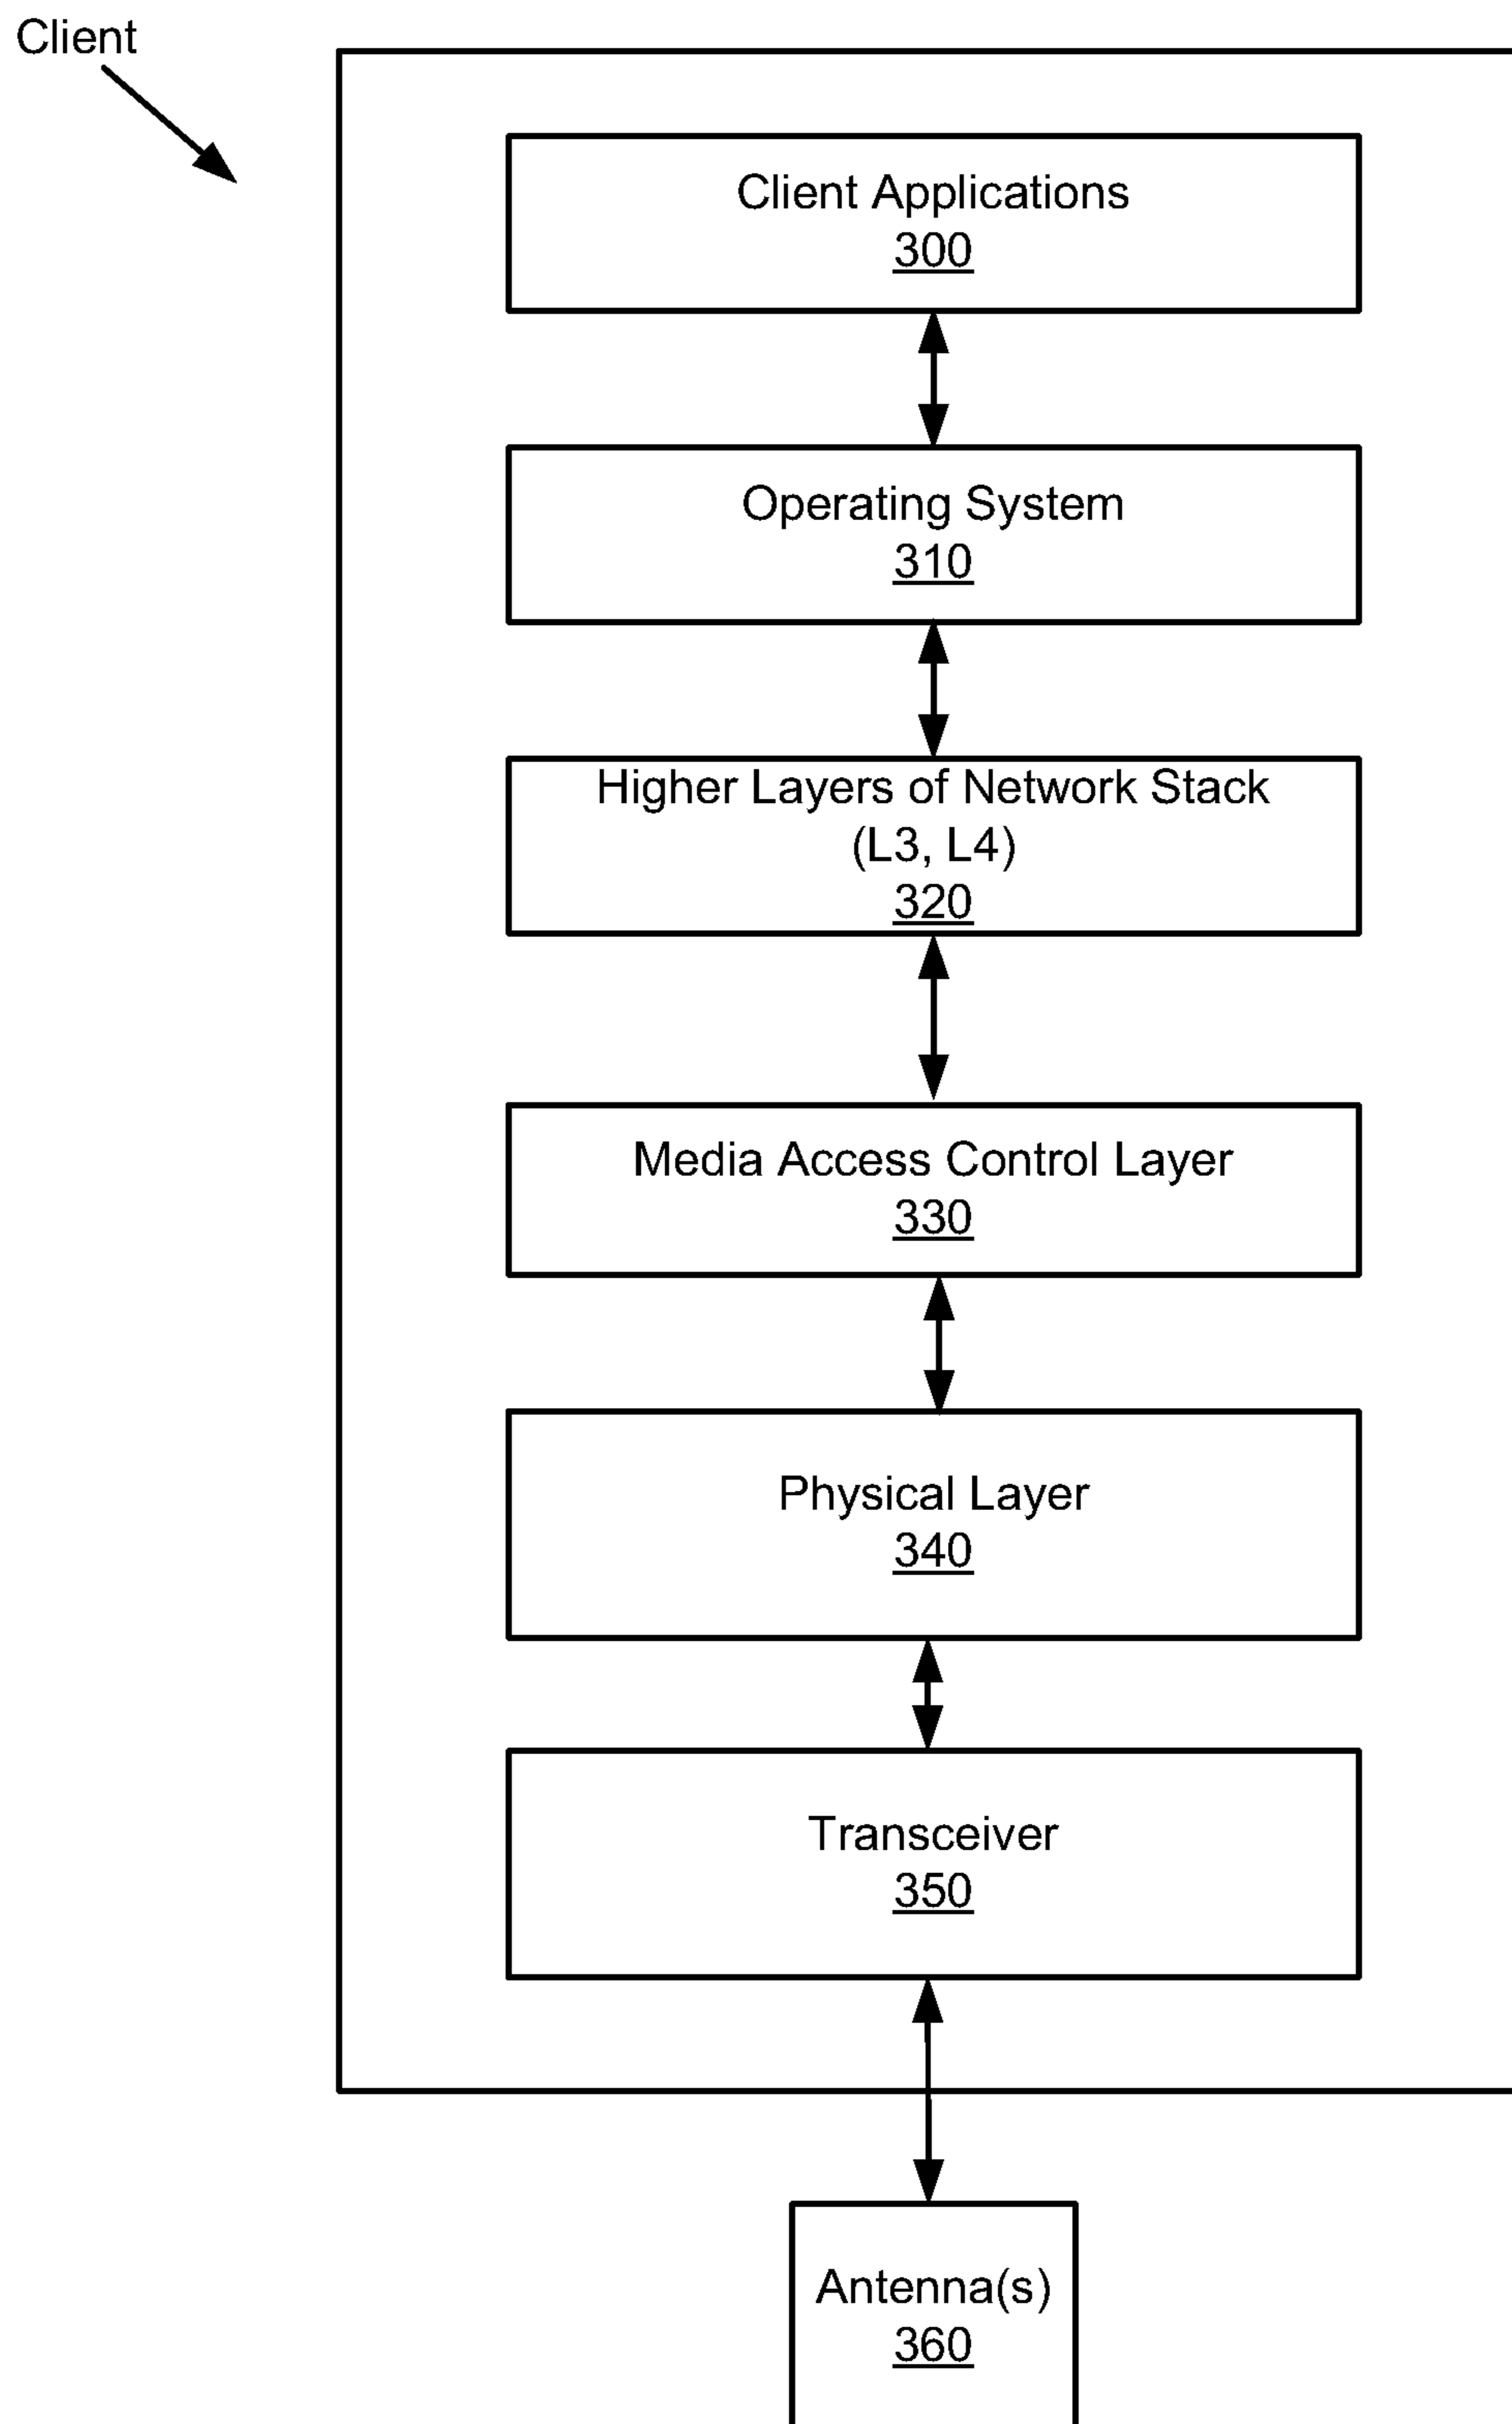 Client
Client Applications
300
Operating System
310
Higher Layers of Network Stack
(L3, L4)
320
Media Access Control Layer
330
Physical Layer
340
Transceiver
350
Antenna(s)
360